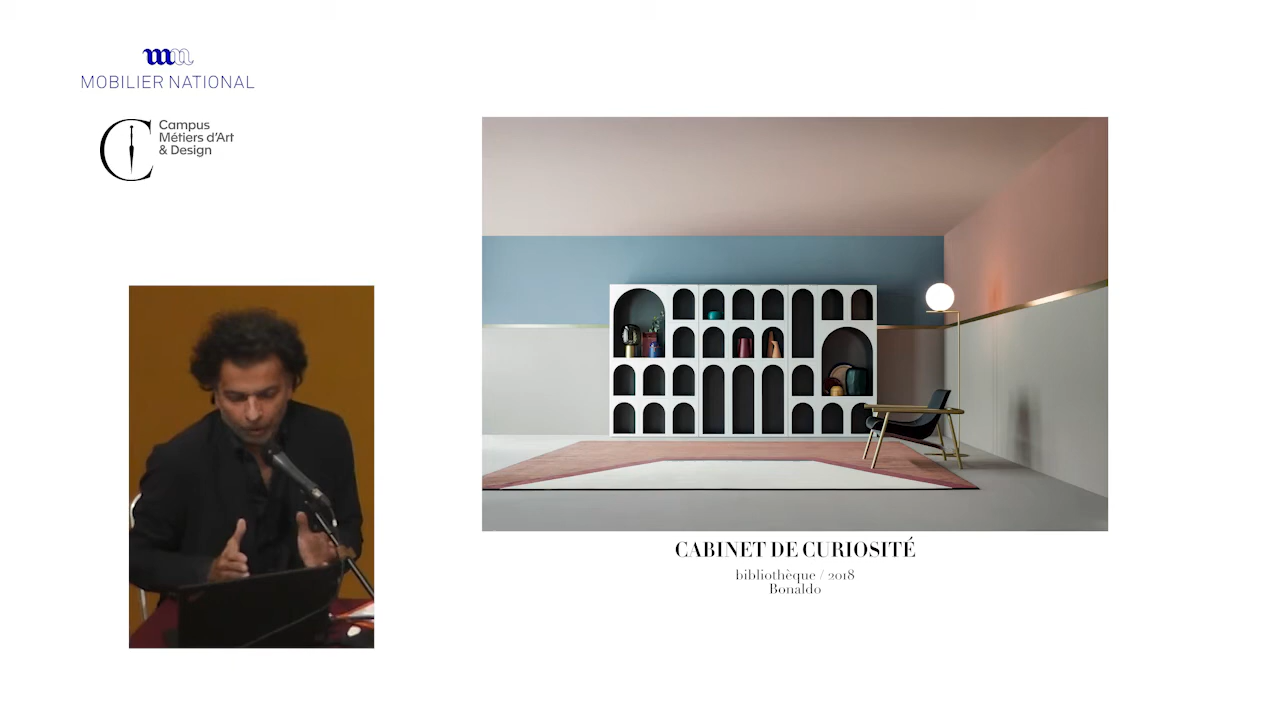 MOBILIER NATIONAL
Campus
Métiers d'Art
& Design
CABINET DE CURIOSITÉ
bibliothèque / 2018
Bonaldo